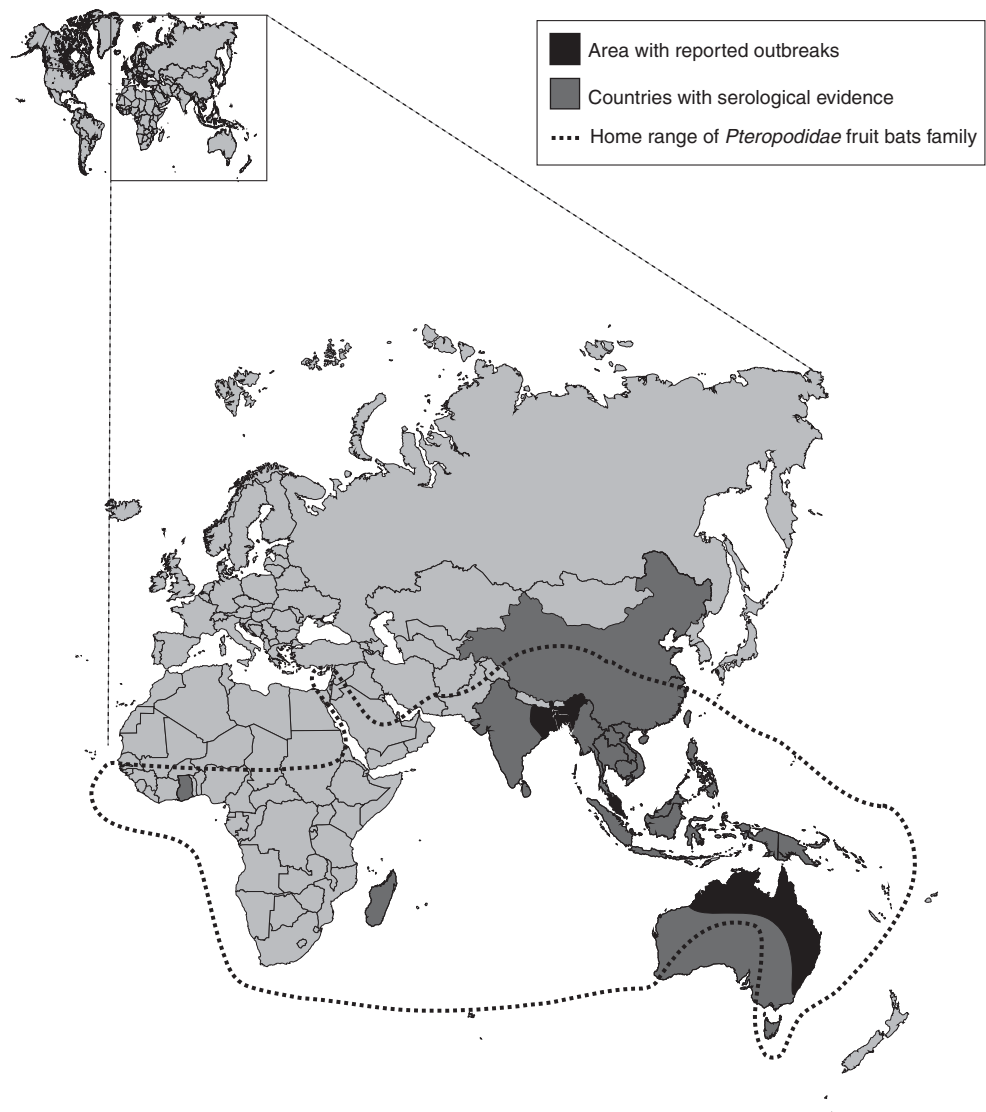 Area with reported outbreaks
Countries with serological evidence
Home range of Pteropodidae fruit bats family